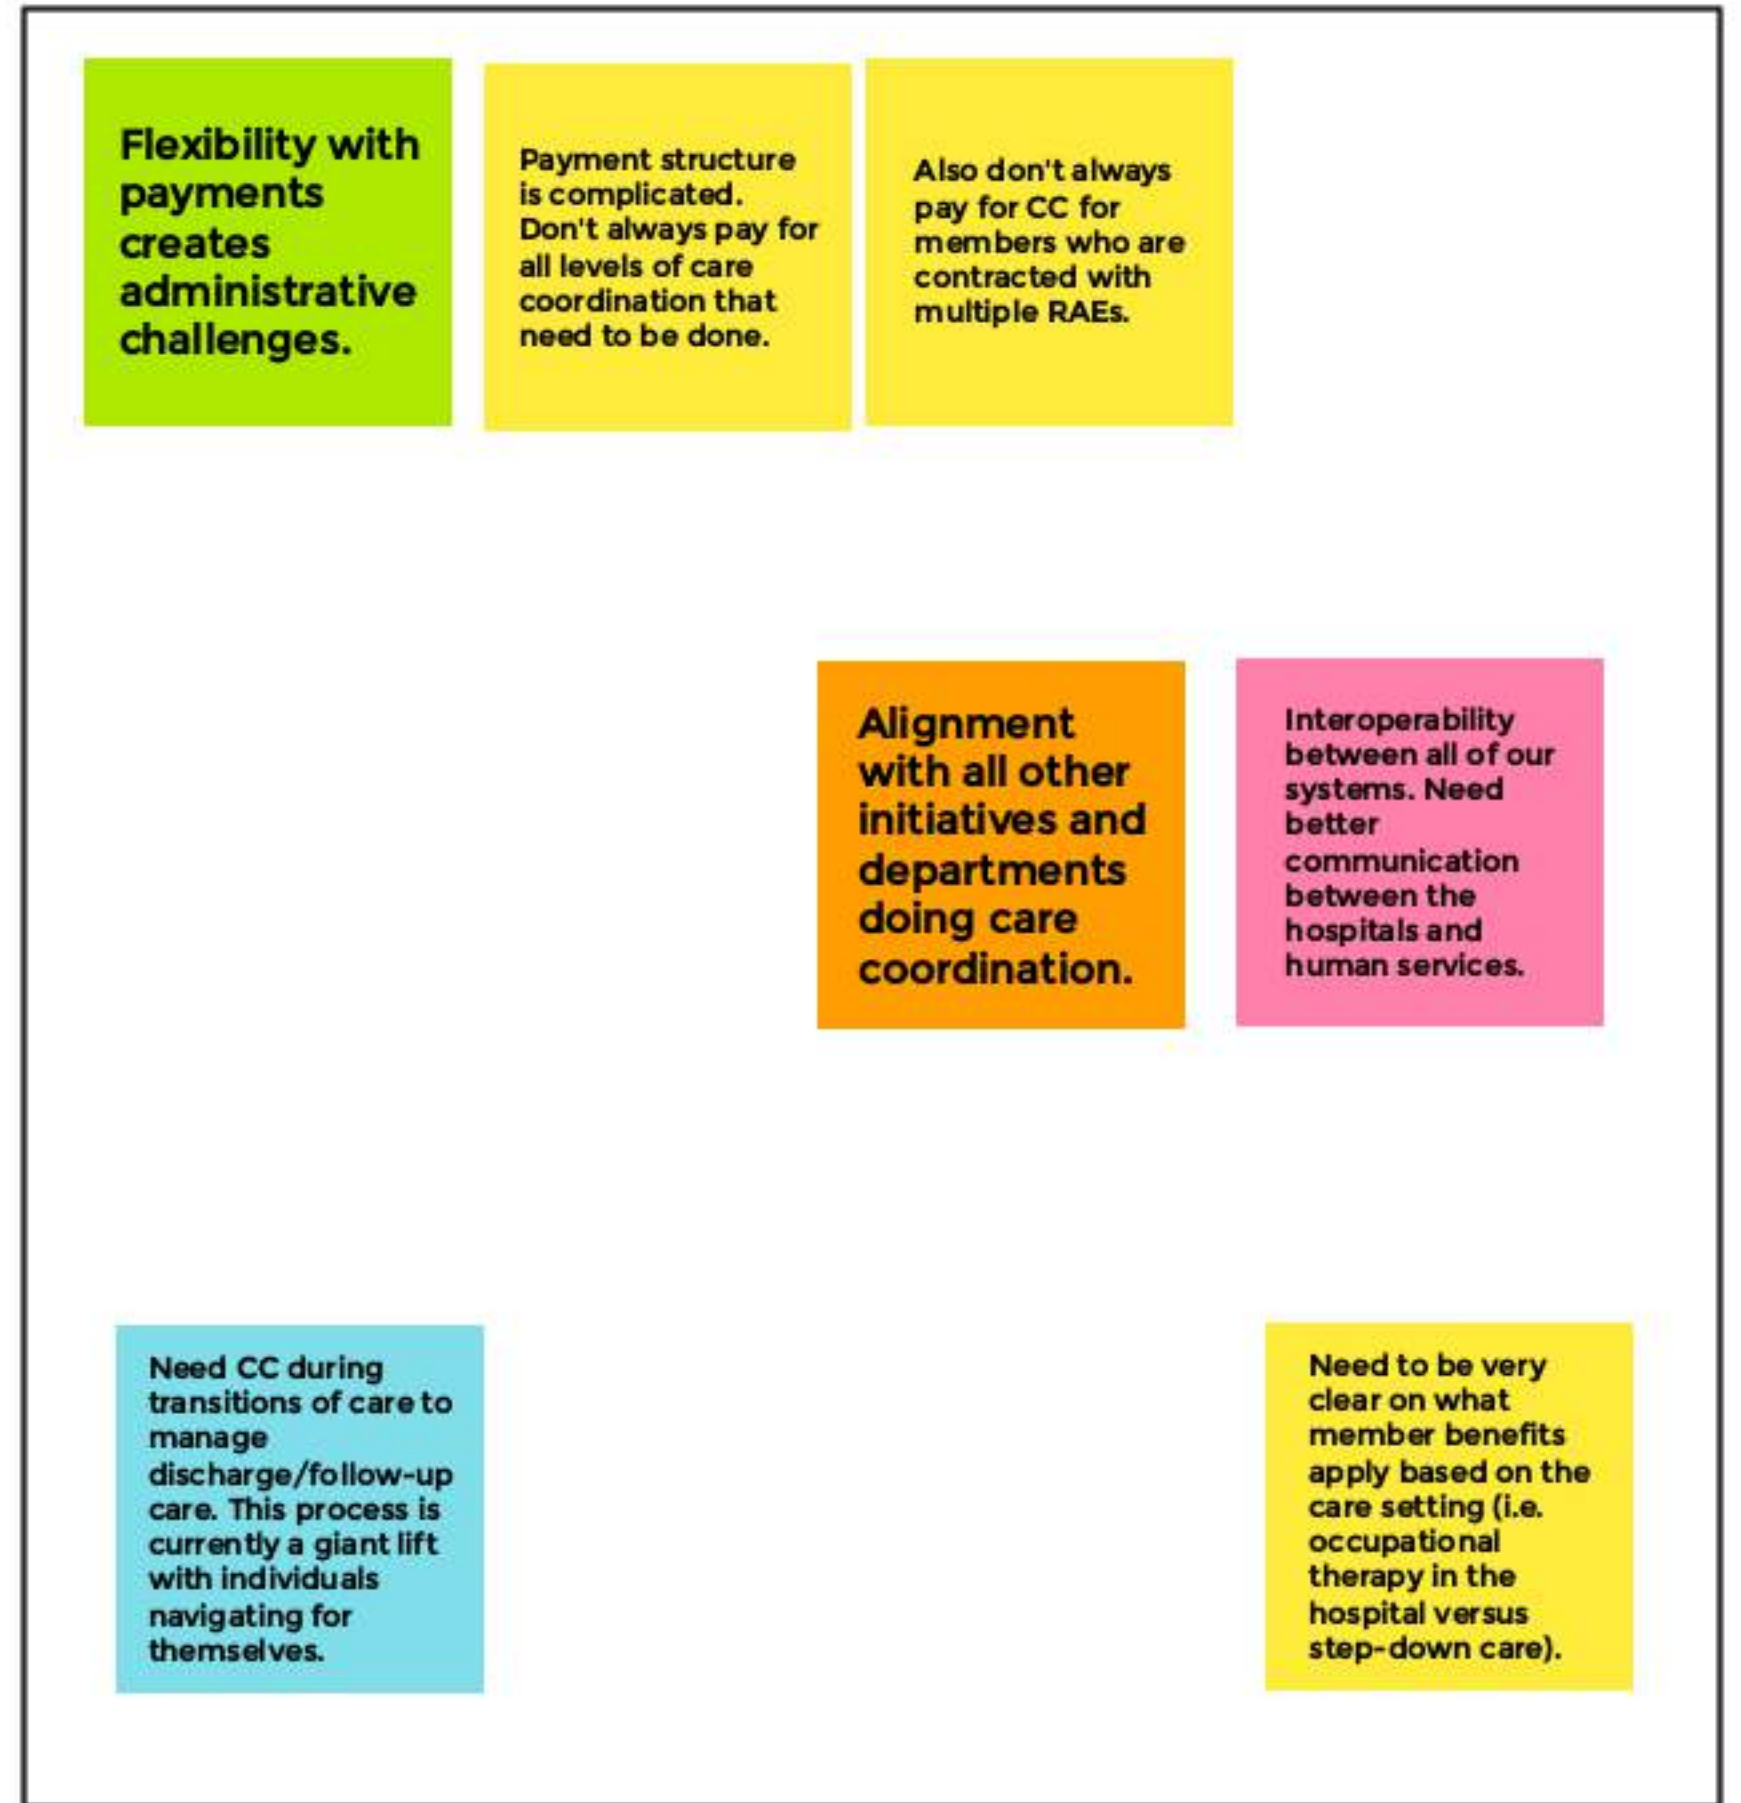 Flexibility with
payments
creates
administrative
challenges.
Payment structure
is complicated.
Don't always pay for
all levels of care
coordination that
need to be done.
Also don't always
pay for CC for
members who are
contracted with
multiple RAEs.
Alignment
with all other
initiatives and
departments
doing care
coordination.
Interoperability
between all of our
systems. Need
better
communication
between the
hospitals and
human services.
Need CC during
transitions of care to
manage
discharge/follow-up
care. This process is
currently a giant lift
with individuals
navigating for
themselves.
Need to be very
clear on what
member benefits
apply based on the
care setting (i.e.
occupational
therapy in the
hospital versus
step-down care).